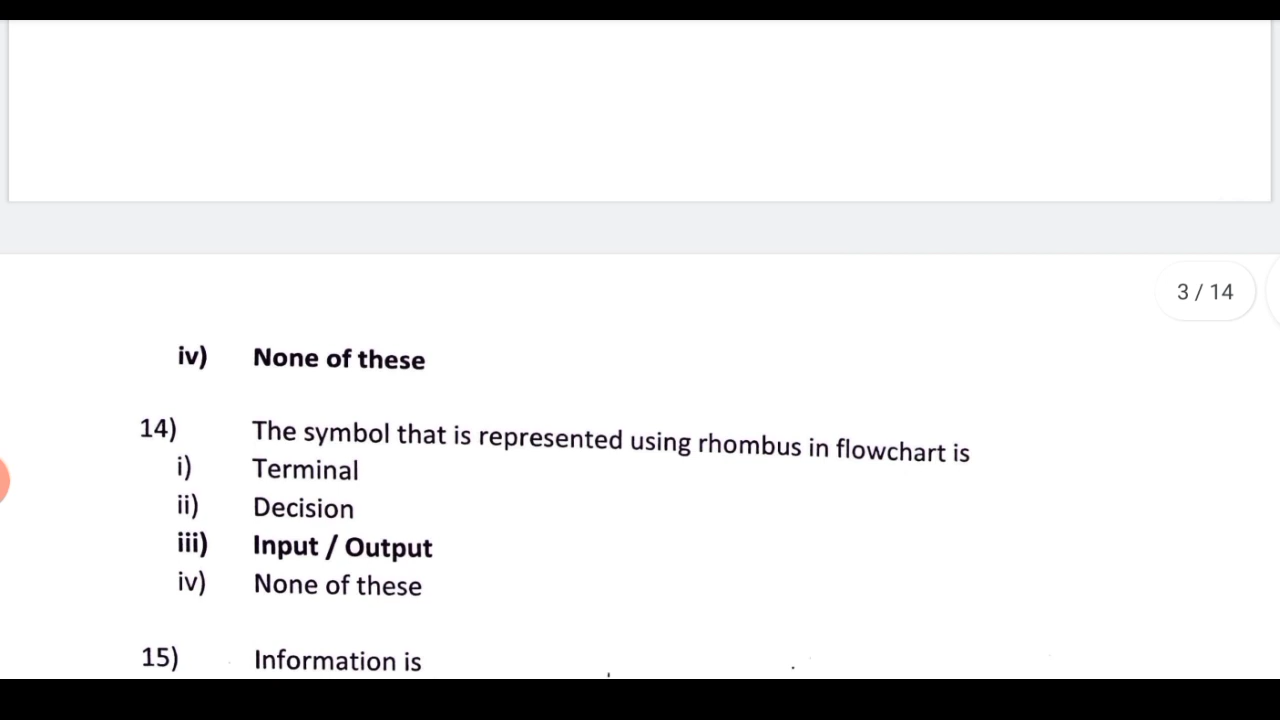 3 / 14
iv) None of these
14) The symbol that is represented using rhombus in flowchart is
i) Terminal
ii) Decision
iii) Input / Output
iv) None of these
15) Information is